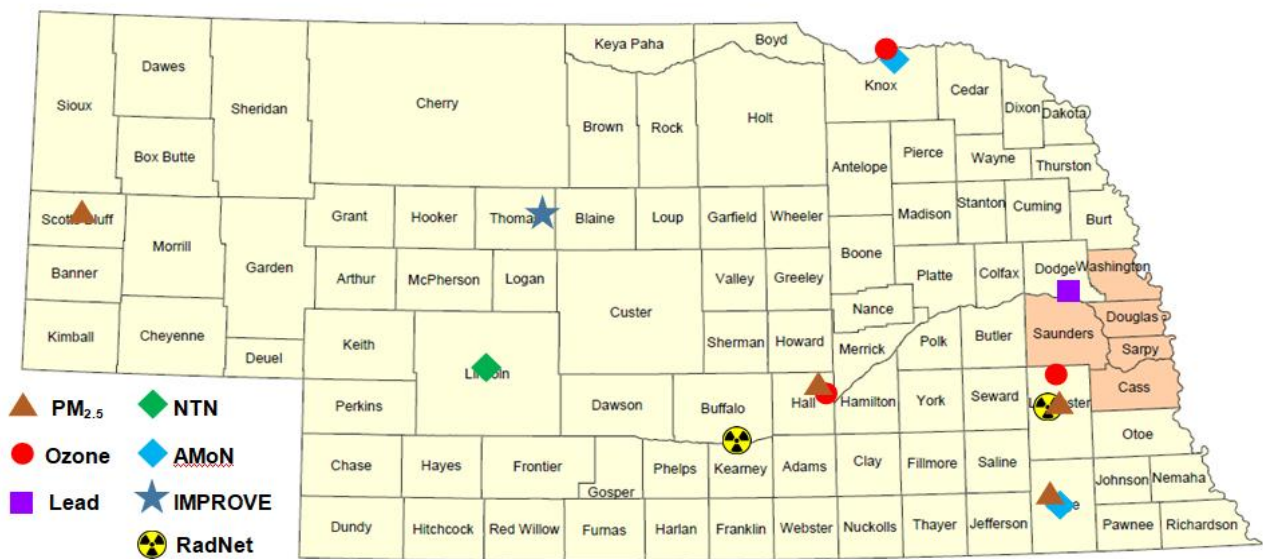 Keya Paha
Boyd
Dawes
Sioux
Sheridan
Cherry
Knox
Cedar
Dixon
Dakota
Brown
Rock
Holt
Box Butte
Antelope
Pierce
Wayne
Thurston
Scotts Bluff
Grant
Hooker
Thomas
Blaine
Loup
Garfield
Wheeler
Madison
Stanton
Cuming
Burt
Morrill
Banner
Garden
Arthur
McPherson
Logan
Valley
Greeley
Boone
Platte
Colfax
Dodge
Washington
Custer
Nance
Kimball
Cheyenne
Deuel
Keith
Lincoln
Sherman
Howard
Merrick
Polk
Butler
Saunders
Douglas
Sarpy
Perkins
Dawson
Buffalo
Hall
Hamilton
York
Seward
Cass
Otoe
Chase
Hayes
Frontier
Gosper
Phelps
Kearney
Adams
Clay
Fillmore
Saline
Johnson
Nemaha
Dundy
Hitchcock
Red Willow
Furnas
Harlan
Franklin
Webster
Nuckolls
Thayer
Jefferson
Pawnee
Richardson
PM2.5
NTN
Ozone
AMoN
Lead
IMPROVE
RadNet